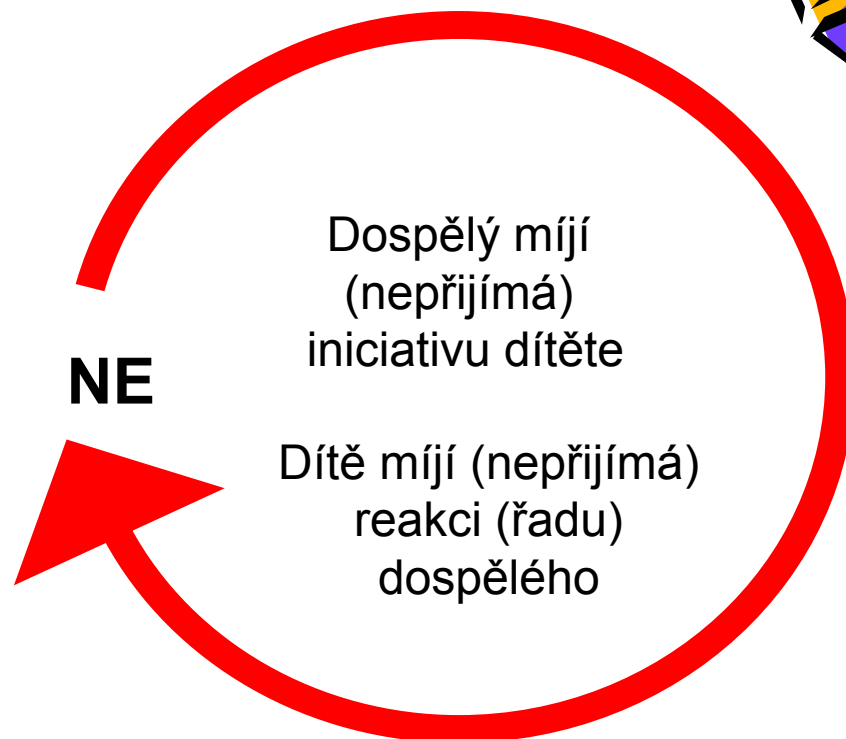 Dospělý míjí
(nepřijímá)
iniciativu dítěte
NE
Dítě míjí (nepřijímá)
reakci (řadu)
dospělého